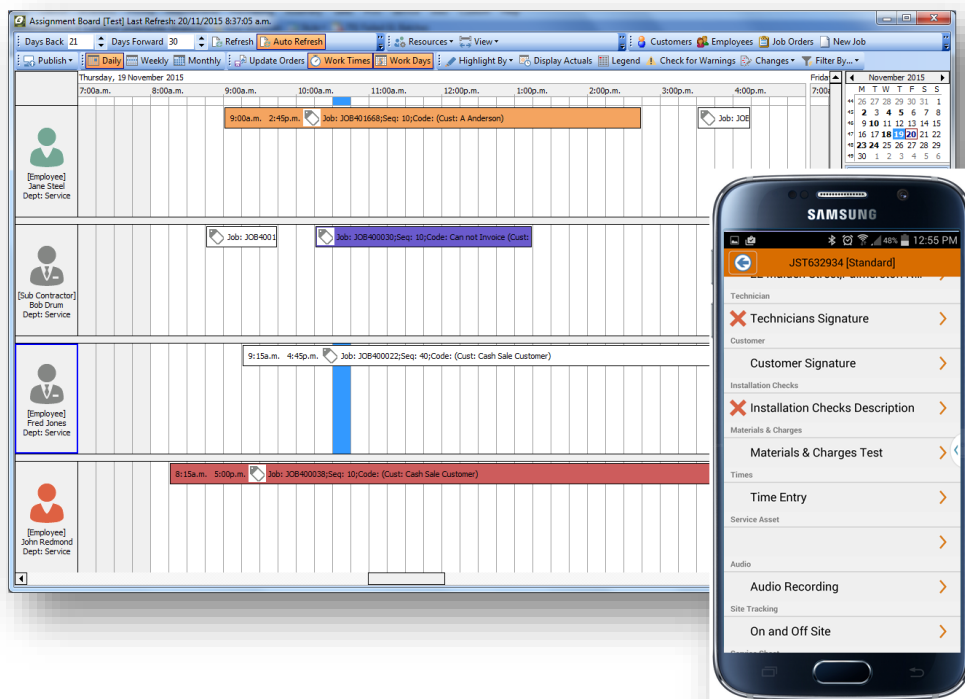 Assignment Board [Test] Last Refresh: 20/11/2015 8:37:05 a.m.
Days Back 21 Days Forward 30 Refresh Auto Refresh Resources View Customers Employees Job Orders New Job
Publish Daily Weekly Monthly Update Orders Work Times Work Days Highlight By Display Actuals Legend Check for Warnings Changes Filter By...
Thursday, 19 November 2015 Frida
7:00a.m. 8:00a.m. 9:00a.m. 10:00a.m. 11:00a.m. 12:00p.m. 1:00p.m. 2:00p.m. 3:00p.m. 4:00p.m. 7:00
November 2015
M T W T F S S
44 26 27 28 29 30 31 1
45 2 3 4 5 6 7 8
46 9 10 11 12 13 14 15
47 16 17 18 19 20 21 22
48 23 24 25 26 27 28 29
49 30 1 2 3 4 5 6
9:00a.m. 2:45p.m. Job: JOB401668;Seq: 10;Code: (Cust: A Anderson)
Job: JOB
[Employee]
Jane Steel
Dept: Service
Job: JOB4001
Job: JOB400030;Seq: 10;Code: Can not Invoice (Cust:
[Sub Contractor]
Bob Drum
Dept: Service
9:15a.m. 4:45p.m. Job: JOB400022;Seq: 40;Code: (Cust: Cash Sale Customer)
[Employee]
Fred Jones
Dept: Service
8:15a.m. 5:00p.m. Job: JOB400038;Seq: 10;Code: (Cust: Cash Sale Customer)
[Employee]
John Redmond
Dept: Service
SAMSUNG
48% 12:55 PM
JST632934 [Standard]
Technician
Technicians Signature
Customer
Customer Signature
Installation Checks
Installation Checks Description
Materials & Charges
Materials & Charges Test
Times
Time Entry
Service Asset
Audio
Audio Recording
Site Tracking
On and Off Site